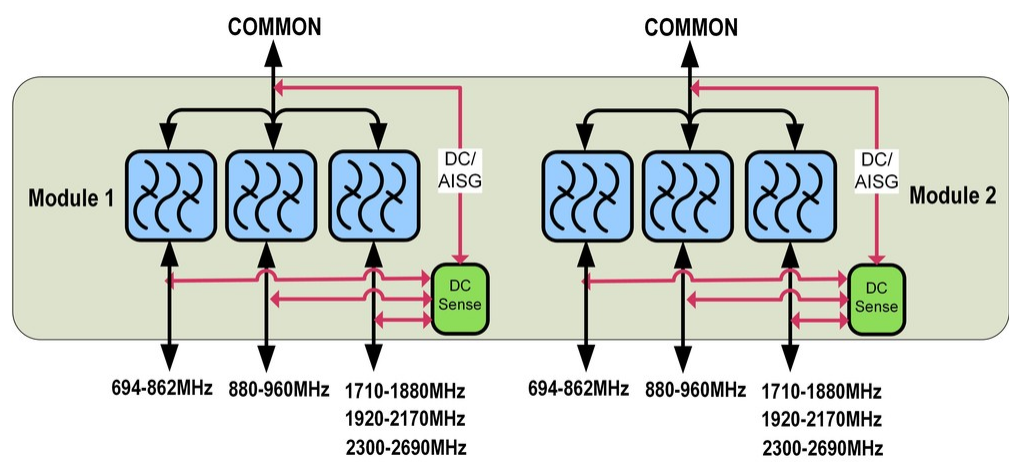 COMMON
COMMON
DC/
AISG
DC/
AISG
Module 1
Module 2
DC
Sense
DC
Sense
694-862MHz
880-960MHz
1710-1880MHz
1920-2170MHz
2300-2690MHz
694-862MHz
880-960MHz
1710-1880MHz
1920-2170MHz
2300-2690MHz